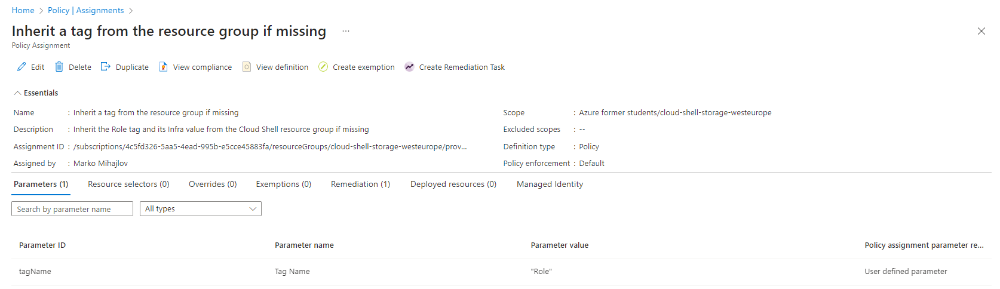 Home > Policy | Assignments >
Inherit a tag from the resource group if missing ...
Policy Assignment
Edit Delete Duplicate View compliance View definition Create exemption Create Remediation Task
Essentials
Name : Inherit a tag from the resource group if missing Scope : Azure former students/cloud-shell-storage-westeurope
Description : Inherit the Role tag and its Infra value from the Cloud Shell resource group if missing Excluded scopes : --
Assignment ID : /subscriptions/4c5fd326-5aa5-4ead-995b-e5cce45883fa/resourceGroups/cloud-shell-storage-westeurope/prov... Definition type : Policy
Assigned by : Marko Mihajlov Policy enforcement : Default
Parameters (1) Resource selectors (0) Overrides (0) Exemptions (0) Remediation (1) Deployed resources (0) Managed Identity
Search by parameter name All types
Parameter ID Parameter name Parameter value Policy assignment parameter re...
tagName Tag Name "Role" User defined parameter